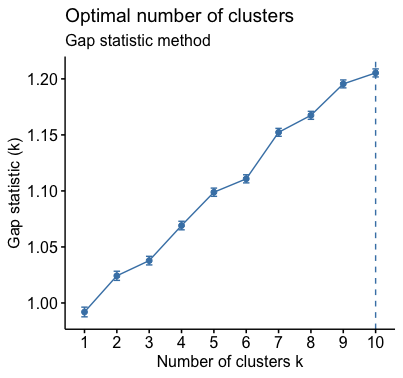 Optimal number of clusters
Gap statistic method
Gap statistic (k)
1.20
1.15
1.10
1.05
1.00
1 2 3 4 5 6 7 8 9 10
Number of clusters k